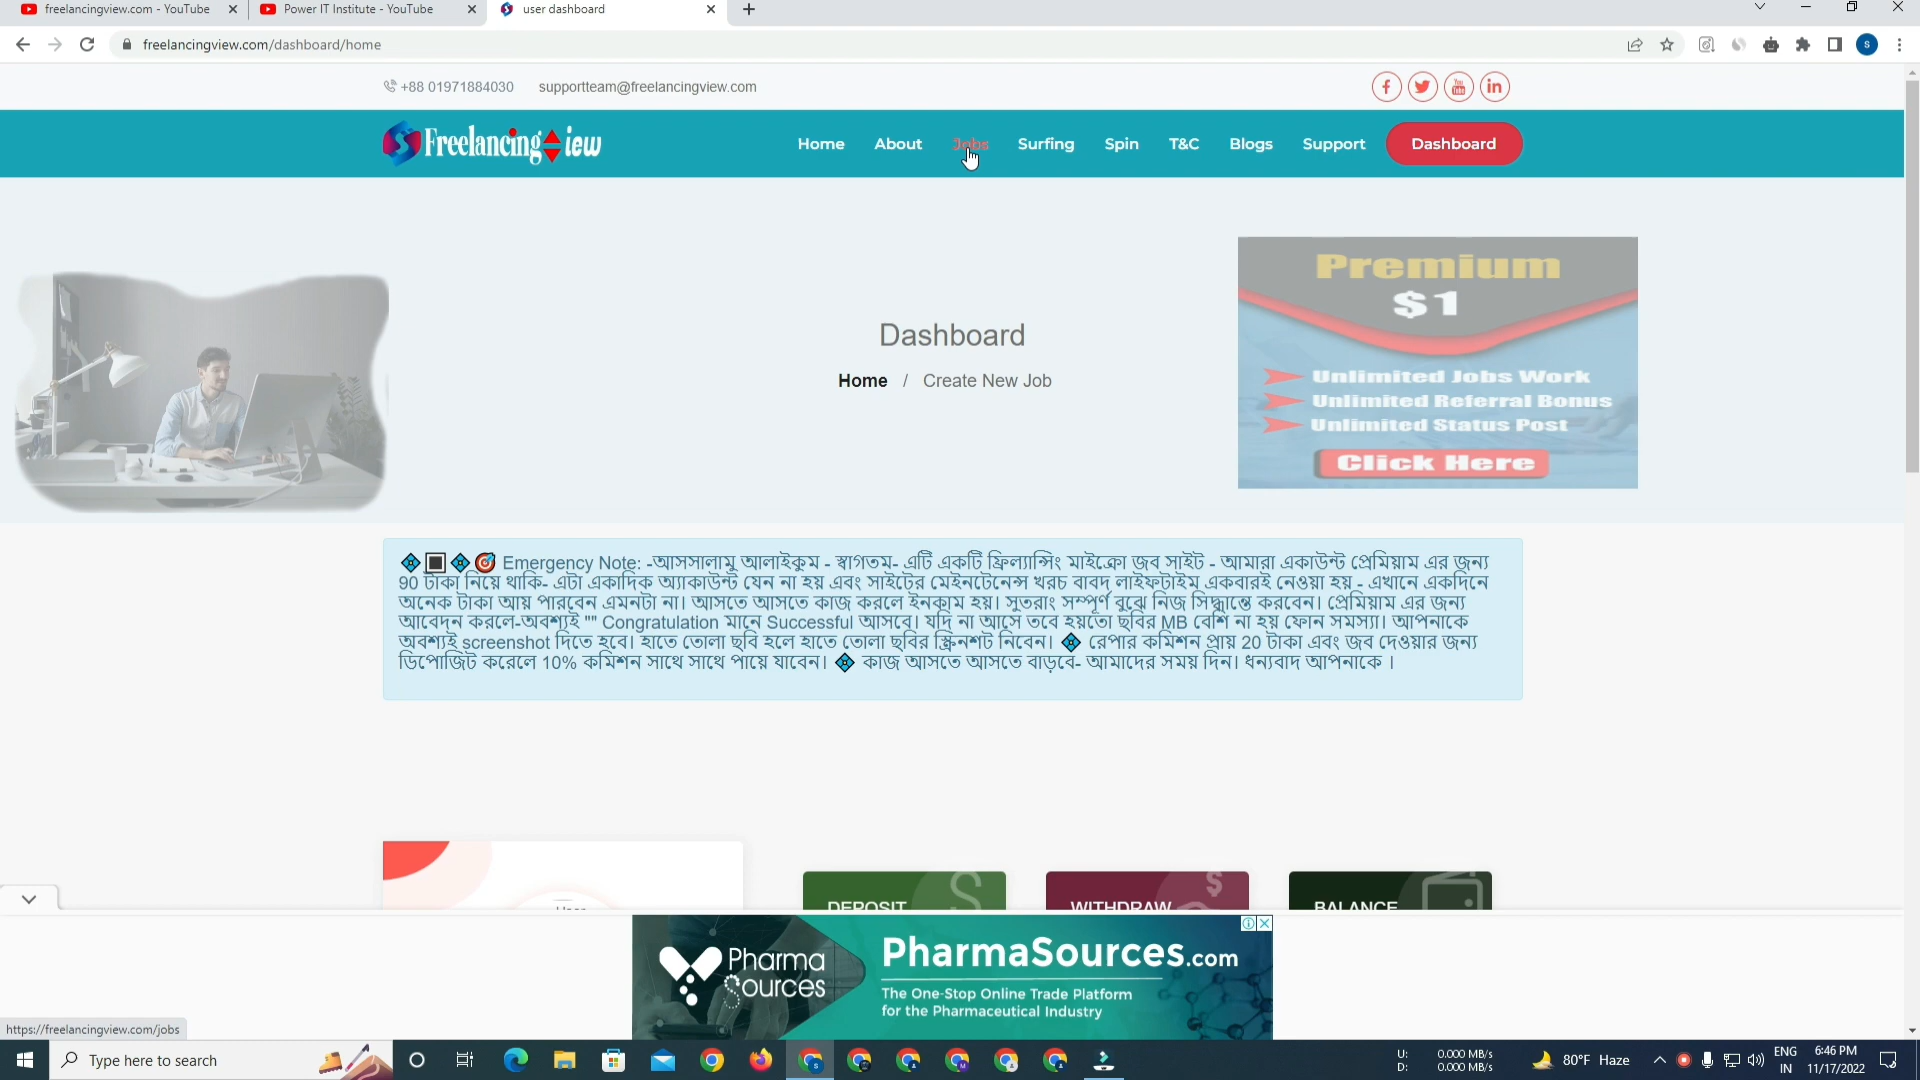 freelancingview.com - YouTube
Power IT Institute - YouTube
user dashboard
freelancingview.com/dashboard/home
S
+88 01971884030 supportteam@freelancingview.com
You Tube
in
Freelancing iew
Home About Jobs Surfing Spin T&C Blogs Support Dashboard
Premium
$1
Unlimited Jobs Work
Unlimited Referral Bonus
Unlimited Status Post
Click Here
Dashboard
Home / Create New Job
Emergency Note: -আসসালামু আলাইকুম - স্বাগতম- এটি একটি ফ্রিল্যান্সিং মাইক্রো জব সাইট - আমারা একাউন্ট প্রেমিয়াম এর জন্য
90 টাকা নিয়ে থাকি- এটা একাদিক অ্যাকাউন্ট যেন না হয় এবং সাইটের মেইনটেনেন্স খরচ বাবদ লাইফটাইম একবারই নেওয়া হয় - এখানে একদিনে
অনেক টাকা আয় পারবেন এমনটা না। আসতে আসতে কাজ করলে ইনকাম হয়। সুতরাং সম্পূর্ণ বুঝে নিজ সিদ্ধান্তে করবেন। প্রেমিয়াম এর জন্য
আবেদন করলে-অবশ্যই "" Congratulation মানে Successful আসবে। যদি না আসে তবে হয়তো ছবির MB বেশি না হয় ফোন সমস্যা। আপনাকে
অবশ্যই screenshot দিতে হবে। হাতে তোলা ছবি হলে হাতে তোলা ছবির স্ক্রিনশট নিবেন। রেপার কমিশন প্রায় 20 টাকা এবং জব দেওয়ার জন্য
ডিপোজিট করেলে 10% কমিশন সাথে সাথে পায়ে যাবেন। কাজ আসতে আসতে বাড়বে- আমাদের সময় দিন। ধন্যবাদ আপনাকে ।
DEPOSIT
WITHDRAW
BALANCE
Pharma
Sources
PharmaSources.com
The One-Stop Online Trade Platform
for the Pharmaceutical Industry
https://freelancingview.com/jobs
Type here to search
U: 0.000 MB/s
D: 0.000 MB/s
80°F Haze
ENG
IN
6:46 PM
11/17/2022